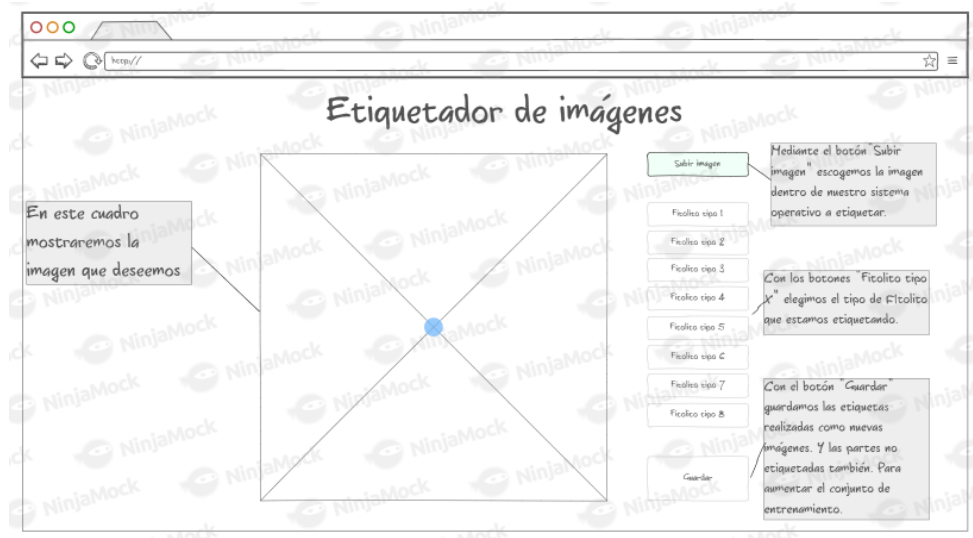 http://
Etiquetador de imágenes
En este cuadro
mostraremos la
imagen que deseemos
Subir imagen
Fitolito tipo 1
Fitolito tipo 2
Fitolito tipo 3
Fitolito tipo 4
Fitolito tipo 5
Fitolito tipo 6
Fitolito tipo 7
Fitolito tipo 8
Guardar
Mediante el botón "Subir
imagen" escogemos la imagen
dentro de nuestro sistema
operativo a etiquetar.
Con los botones "Fitolito tipo
X" elegimos el tipo de Fitolito
que estamos etiquetando.
Con el botón "Guardar"
guardamos las etiquetas
realizadas como nuevas
imágenes. Y las partes no
etiquetadas también. Para
aumentar el conjunto de
entrenamiento.
NinjaMock